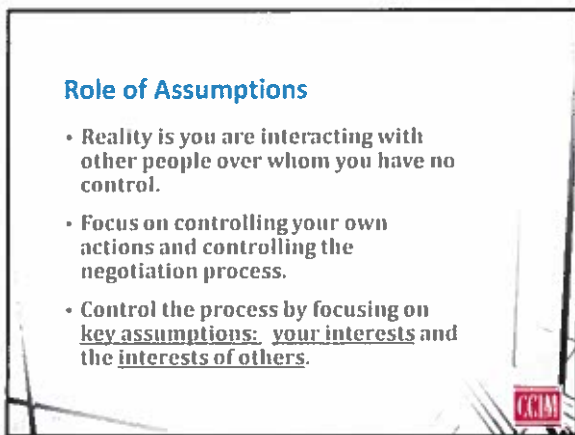 Role of Assumptions
• Reality is you are interacting with
other people over whom you have no
control.
• Focus on controlling your own
actions and controlling the
negotiation process.
• Control the process by focusing on
key assumptions: your interests and
the interests of others.
CCIM